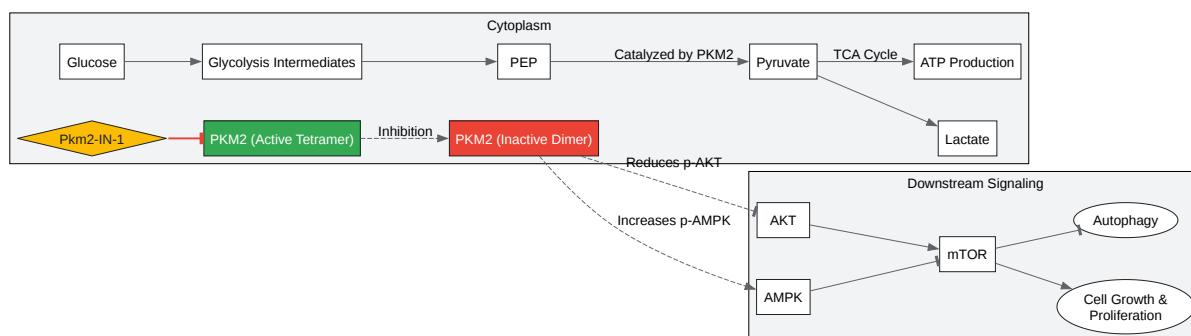 Cytoplasm
Glucose
Glycolysis Intermediates
PEP
Catalyzed by PKM2
Pyruvate
TCA Cycle
ATP Production
Pkm2-IN-1
PKM2 (Active Tetramer)
Inhibition
PKM2 (Inactive Dimer)
Lactate
Reduces p-AKT
Downstream Signaling
Increases p-AMPK
AKT
Autophagy
mTOR
AMPK
Cell Growth &
Proliferation